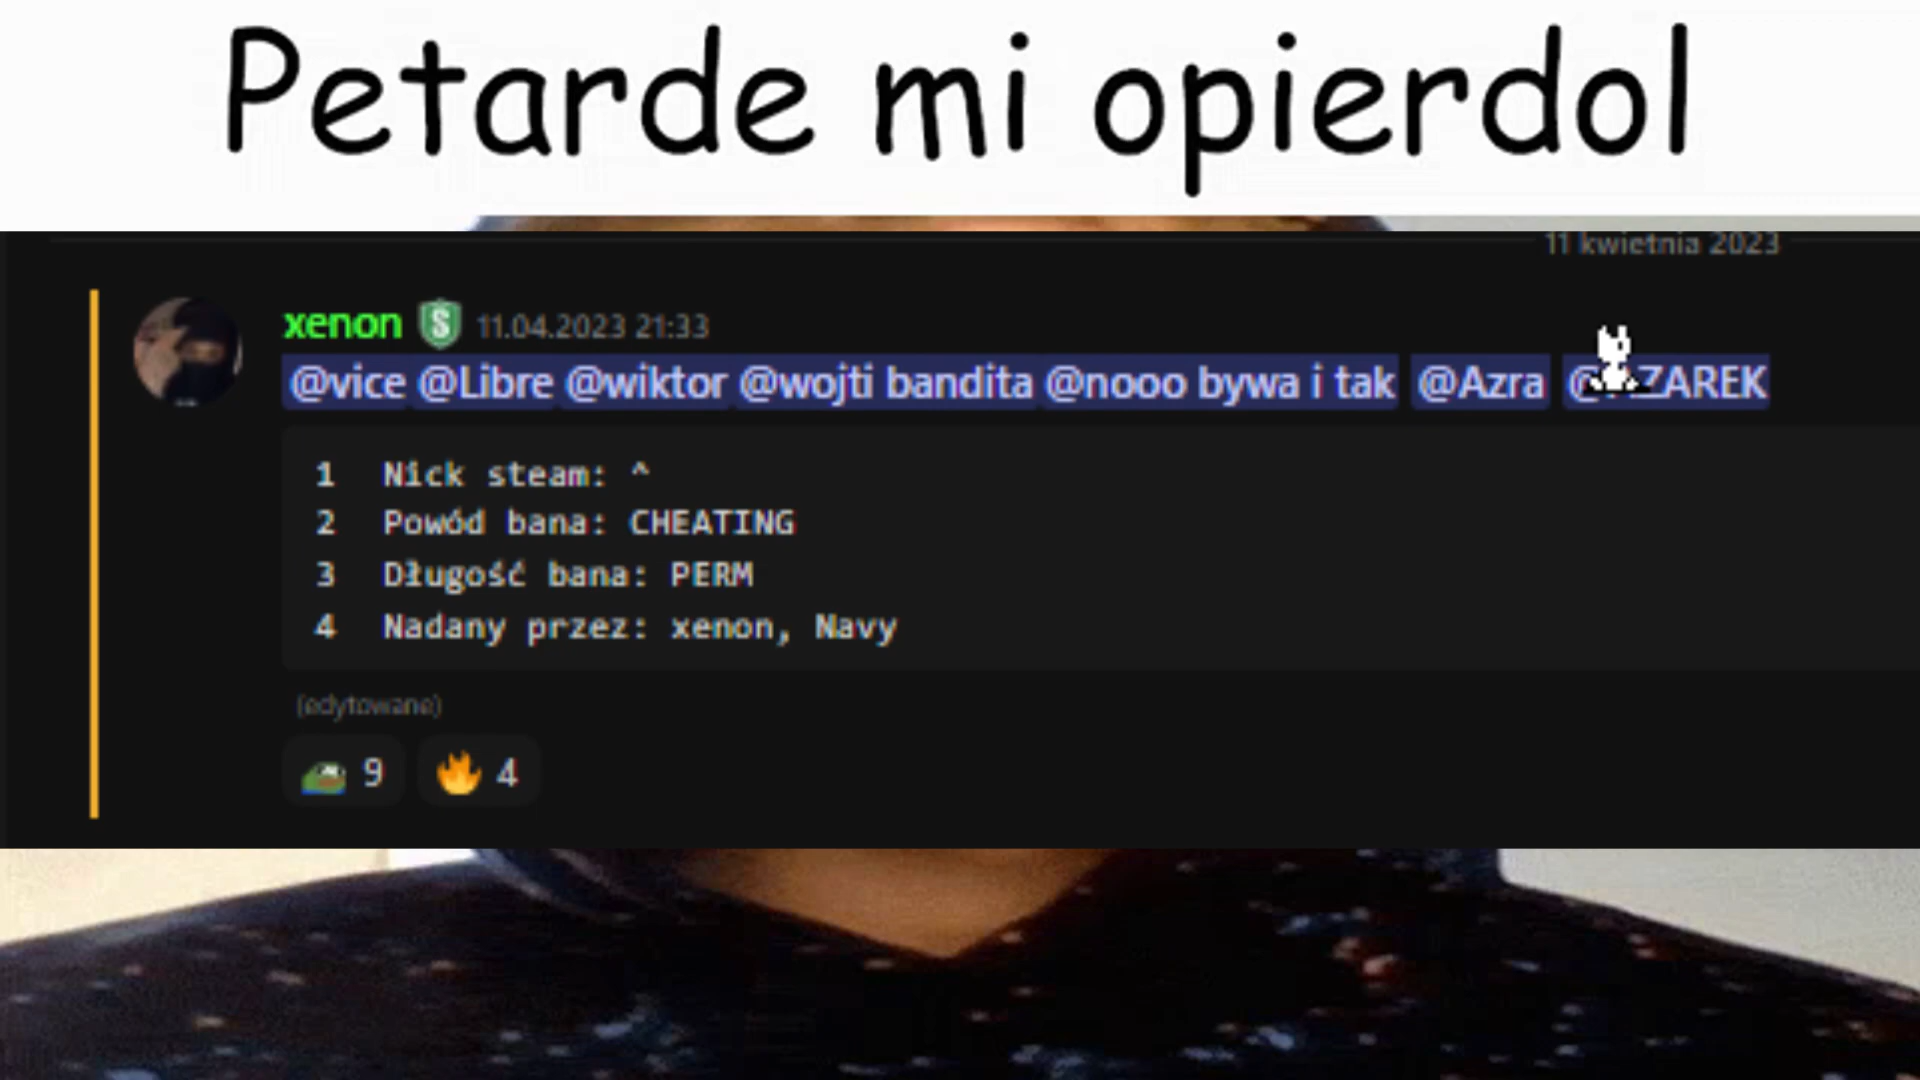 Petarde mi opierdol
11 kwietnia 2023
xenon 11.04.2023 21:33
@vice @Libre @wiktor @wojti bandita @nooo bywa i tak @Azra ZAREK
1 Nick steam: ^
2 Powód bana: CHEATING
3 Długość bana: PERM
4 Nadany przez: xenon, Navy
(edytowane)
9 4